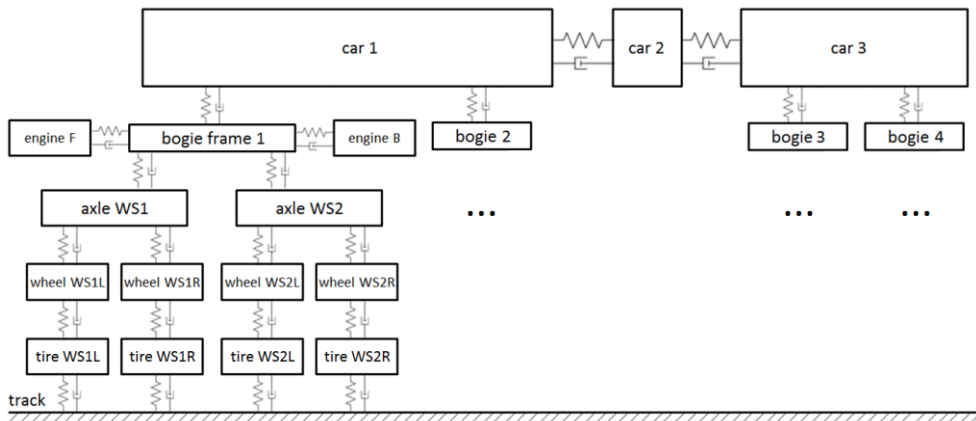 car 1
car 2
car 3
engine F
bogie frame 1
engine B
bogie 2
bogie 3
bogie 4
axle WS1
axle WS2
...
...
...
wheel WS1L
wheel WS1R
wheel WS2L
wheel WS2R
tire WS1L
tire WS1R
tire WS2L
tire WS2R
track